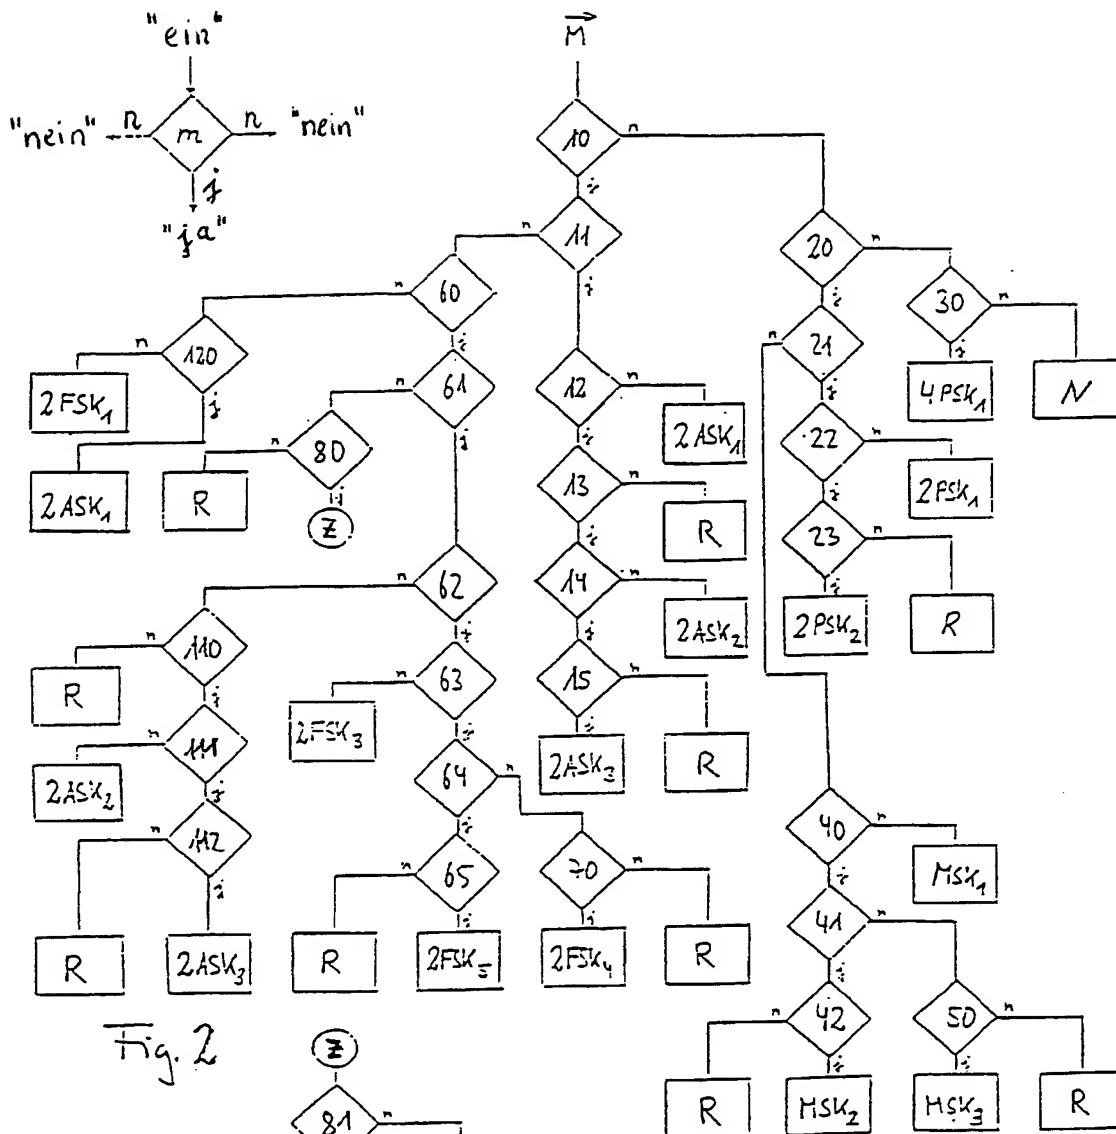 "ein"
M
"nein" n m n "nein"
j
"ja"
10 n
j
n 11
j
20 n
j
n 60
j
30 n
j
n 120
j
n 61
j
12 n
j
n 21
j
2FSK₁
4PSK₁
N
n 80
j
2ASK₁
22 n
j
2ASK₁
R
Z
13 n
j
2FSK₁
R
23 n
j
n 62
j
14 n
j
2ASK₂
2PSK₂
R
n 110
j
n 63
j
15 n
j
R
2FSK₃
2ASK₃
R
n 111
j
2ASK₂
64 n
j
n 112
j
n 65
j
70 n
j
40 n
j
MSK₁
41 n
j
R
2ASK₃
R
2FSK₅
2FSK₄
R
n 42
j
50 n
j
Fig. 2
Z
R
MSK₂
MSK₃
R
81 n